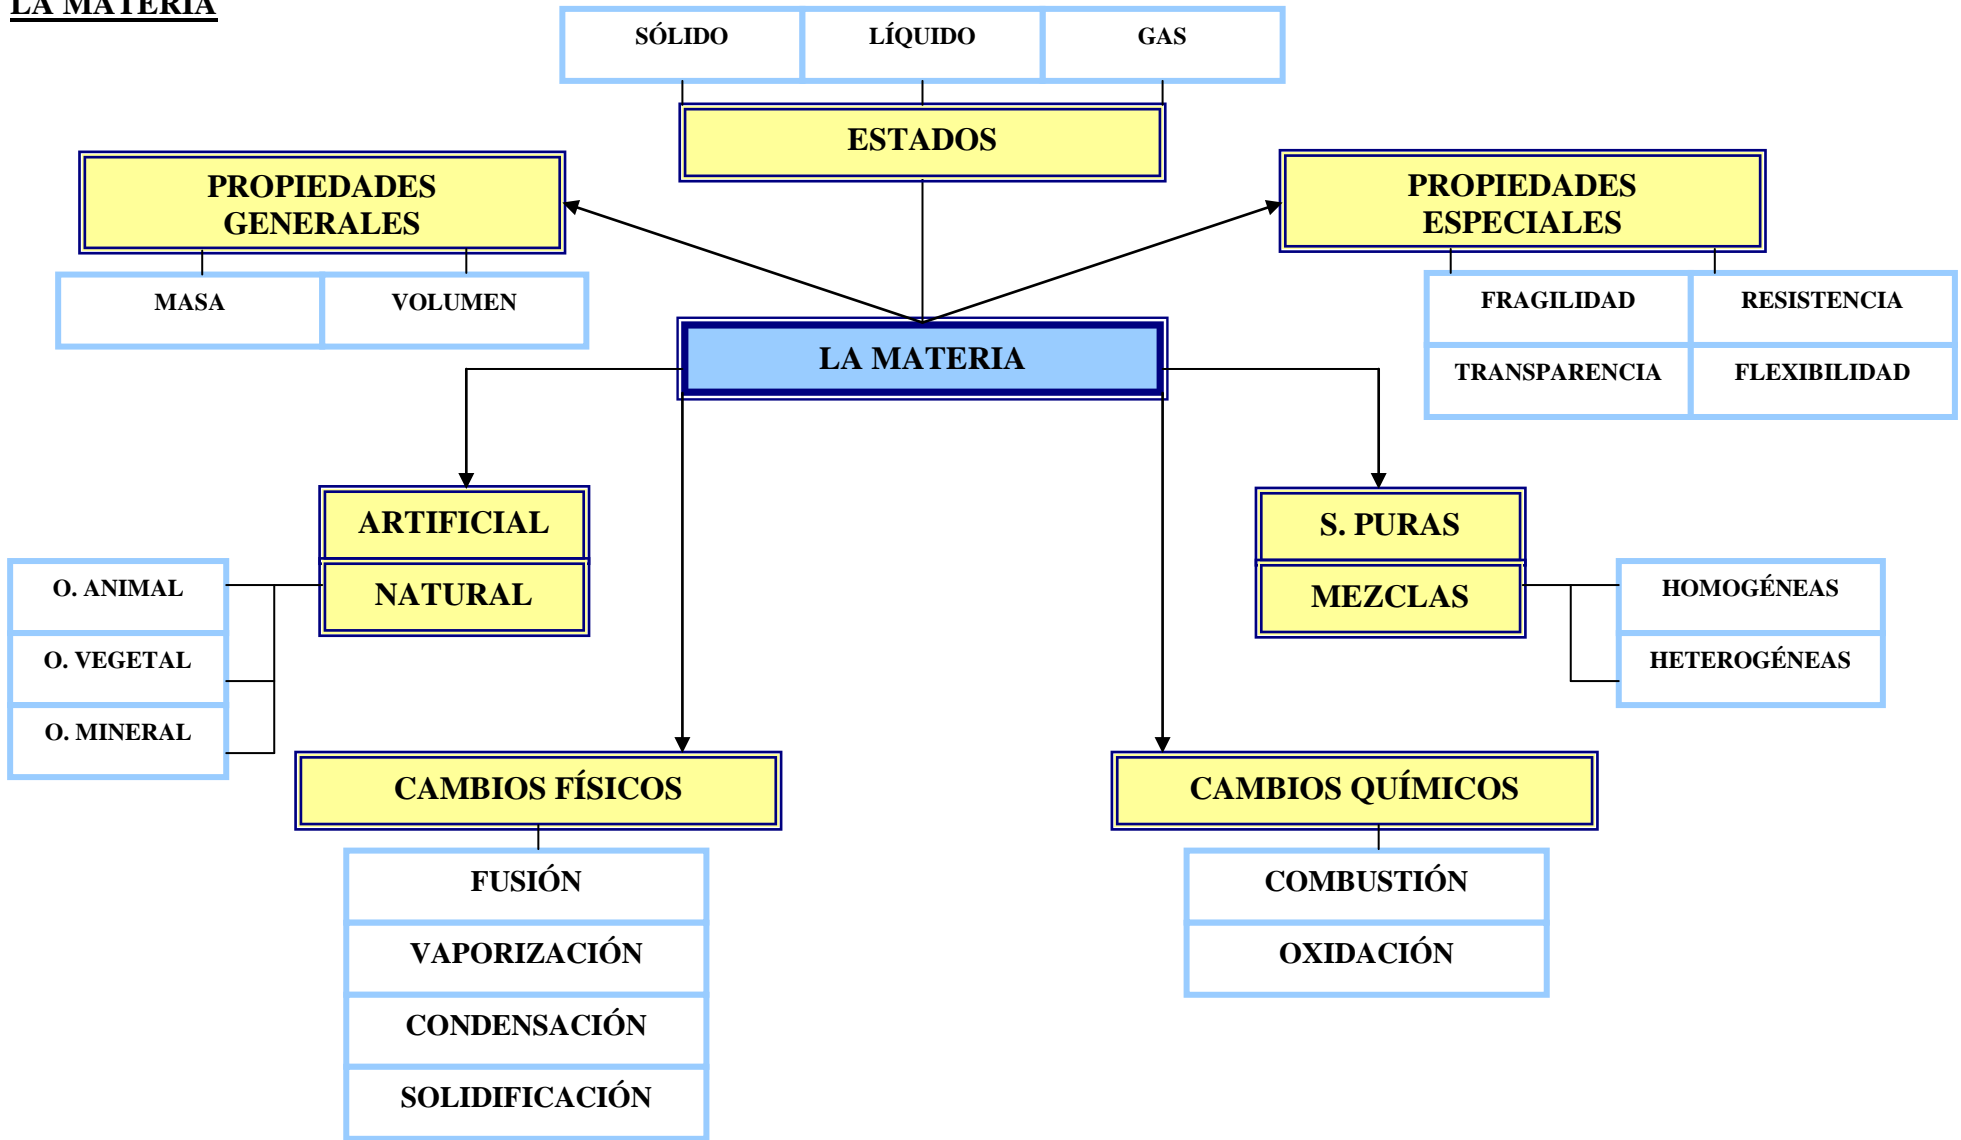 LA MATERIA
SÓLIDO
LÍQUIDO
GAS
ESTADOS
PROPIEDADES
GENERALES
MASA
VOLUMEN
PROPIEDADES
ESPECIALES
FRAGILIDAD
RESISTENCIA
TRANSPARENCIA
FLEXIBILIDAD
LA MATERIA
ARTIFICIAL
NATURAL
O. ANIMAL
O. VEGETAL
O. MINERAL
S. PURAS
MEZCLAS
HOMOGÉNEAS
HETEROGÉNEAS
CAMBIOS FÍSICOS
FUSIÓN
VAPORIZACIÓN
CONDENSACIÓN
SOLIDIFICACIÓN
CAMBIOS QUÍMICOS
COMBUSTIÓN
OXIDACIÓN